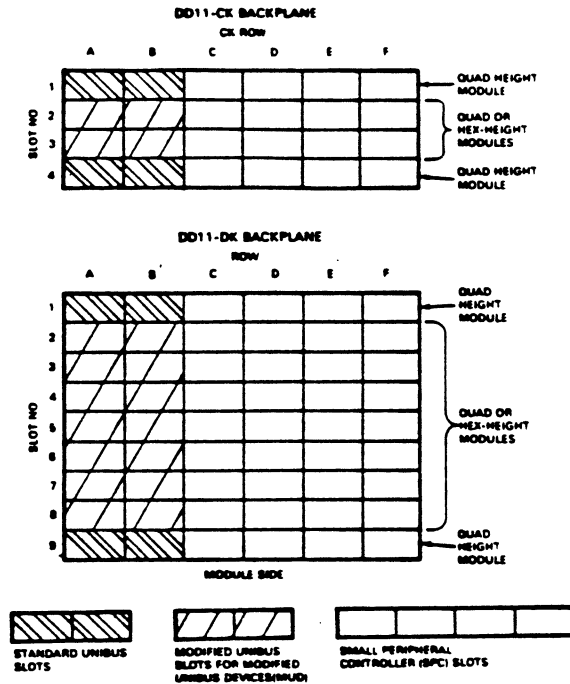 DD11-CK BACKPLANE
CK ROW
A B C D E F
SLOT NO
1
2
3
4
QUAD HEIGHT
MODULE
QUAD OR
HEX-HEIGHT
MODULES
QUAD HEIGHT
MODULE
DD11-DK BACKPLANE
ROW
A B C D E F
SLOT NO
1
2
3
4
5
6
7
8
9
QUAD
HEIGHT
MODULE
QUAD OR
HEX-HEIGHT
MODULES
QUAD
HEIGHT
MODULE
MODULE SIDE
STANDARD UNIBUS
SLOTS
MODIFIED UNIBUS
SLOTS FOR MODIFIED
UNIBUS DEVICES(MUD)
SMALL PERIPHERAL
CONTROLLER (SPC) SLOTS